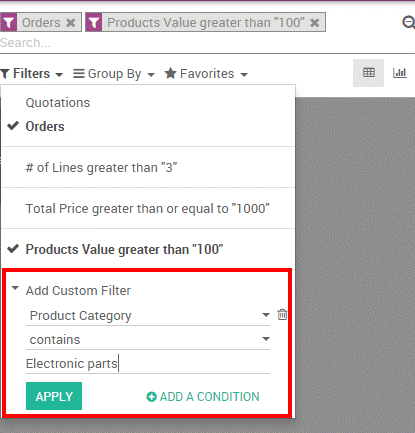 Orders ✖ Products Value greater than "100" ✖
Search...
Filters Group By Favorites
Quotations
Orders
# of Lines greater than "3"
Total Price greater than or equal to "1000"
Products Value greater than "100"
Add Custom Filter
Product Category
contains
Electronic parts
APPLY ADD A CONDITION